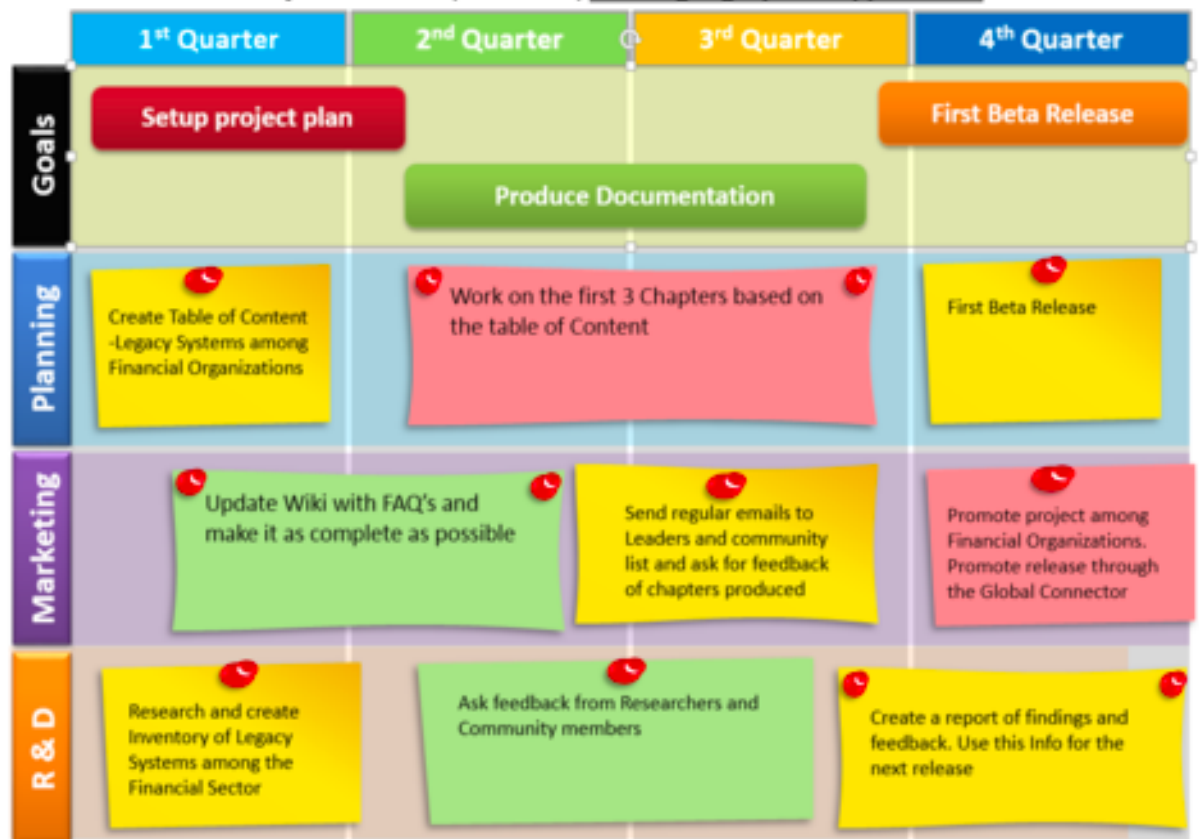 1st Quarter
2nd Quarter
3rd Quarter
4th Quarter
Goals
Setup project plan
First Beta Release
Produce Documentation
Planning
Create Table of Content
-Legacy Systems among
Financial Organizations
Work on the first 3 Chapters based on
the table of Content
First Beta Release
Marketing
Update Wiki with FAQ's and
make it as complete as possible
Send regular emails to
Leaders and community
list and ask for feedback
of chapters produced
Promote project among
Financial Organizations.
Promote release through
the Global Connector
R & D
Research and create
Inventory of Legacy
Systems among the
Financial Sector
Ask feedback from Researchers and
Community members
Create a report of findings and
feedback. Use this Info for the
next release